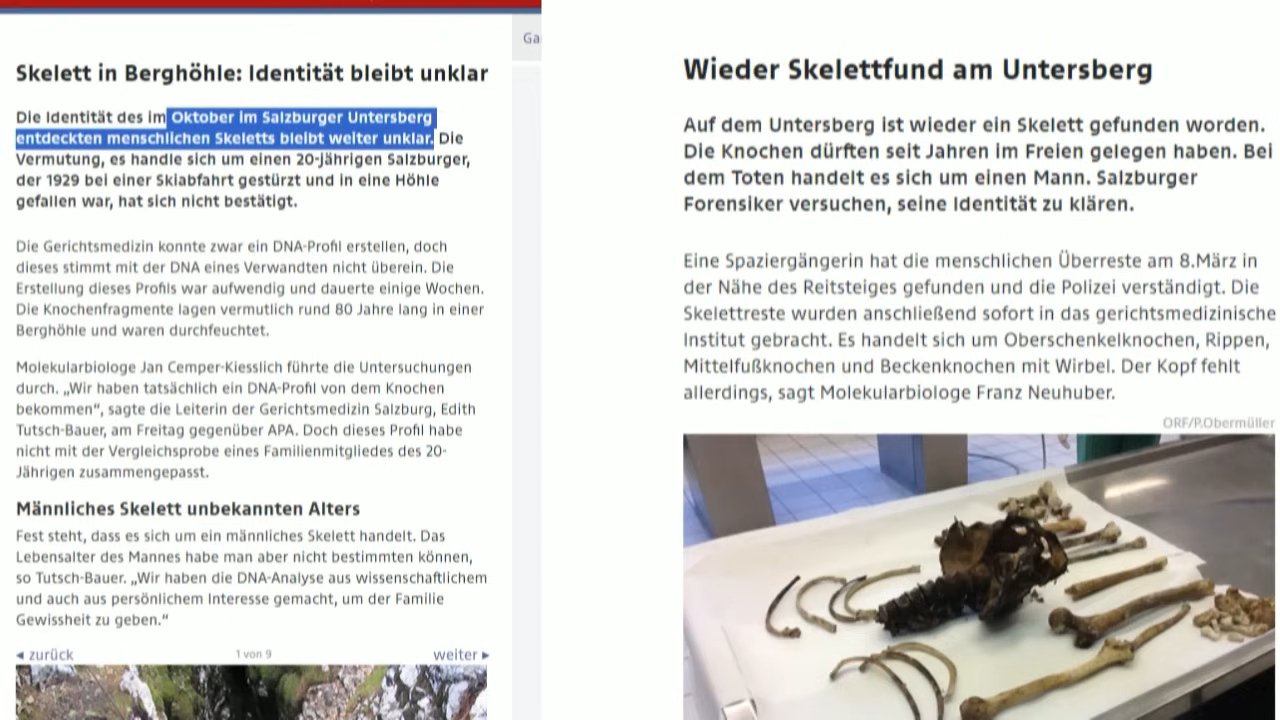 Ga
Skelett in Berghöhle: Identität bleibt unklar
Die Identität des im Oktober im Salzburger Untersberg
entdeckten menschlichen Skeletts bleibt weiter unklar. Die
Vermutung, es handle sich um einen 20-jährigen Salzburger,
der 1929 bei einer Skiabfahrt gestürzt und in eine Höhle
gefallen war, hat sich nicht bestätigt.
Die Gerichtsmedizin konnte zwar ein DNA-Profil erstellen, doch
dieses stimmt mit der DNA eines Verwandten nicht überein. Die
Erstellung dieses Profils war aufwendig und dauerte einige Wochen.
Die Knochenfragmente lagen vermutlich rund 80 Jahre lang in einer
Berghöhle und waren durchfeuchtet.
Molekularbiologe Jan Cemper-Kiesslich führte die Untersuchungen
durch. „Wir haben tatsächlich ein DNA-Profil von dem Knochen
bekommen“, sagte die Leiterin der Gerichtsmedizin Salzburg, Edith
Tutsch-Bauer, am Freitag gegenüber APA. Doch dieses Profil habe
nicht mit der Vergleichsprobe eines Familienmitgliedes des 20-
Jährigen zusammengepasst.
Männliches Skelett unbekannten Alters
Fest steht, dass es sich um ein männliches Skelett handelt. Das
Lebensalter des Mannes habe man aber nicht bestimmten können,
so Tutsch-Bauer. „Wir haben die DNA-Analyse aus wissenschaftlichem
und auch aus persönlichem Interesse gemacht, um der Familie
Gewissheit zu geben.“
◂ zurück 1 von 9 weiter ▸
Wieder Skelettfund am Untersberg
Auf dem Untersberg ist wieder ein Skelett gefunden worden.
Die Knochen dürften seit Jahren im Freien gelegen haben. Bei
dem Toten handelt es sich um einen Mann. Salzburger
Forensiker versuchen, seine Identität zu klären.
Eine Spaziergängerin hat die menschlichen Überreste am 8.März in
der Nähe des Reitsteiges gefunden und die Polizei verständigt. Die
Skelettreste wurden anschließend sofort in das gerichtsmedizinische
Institut gebracht. Es handelt sich um Oberschenkelknochen, Rippen,
Mittelfußknochen und Beckenknochen mit Wirbel. Der Kopf fehlt
allerdings, sagt Molekularbiologe Franz Neuhuber.
ORF/P.Obermüller